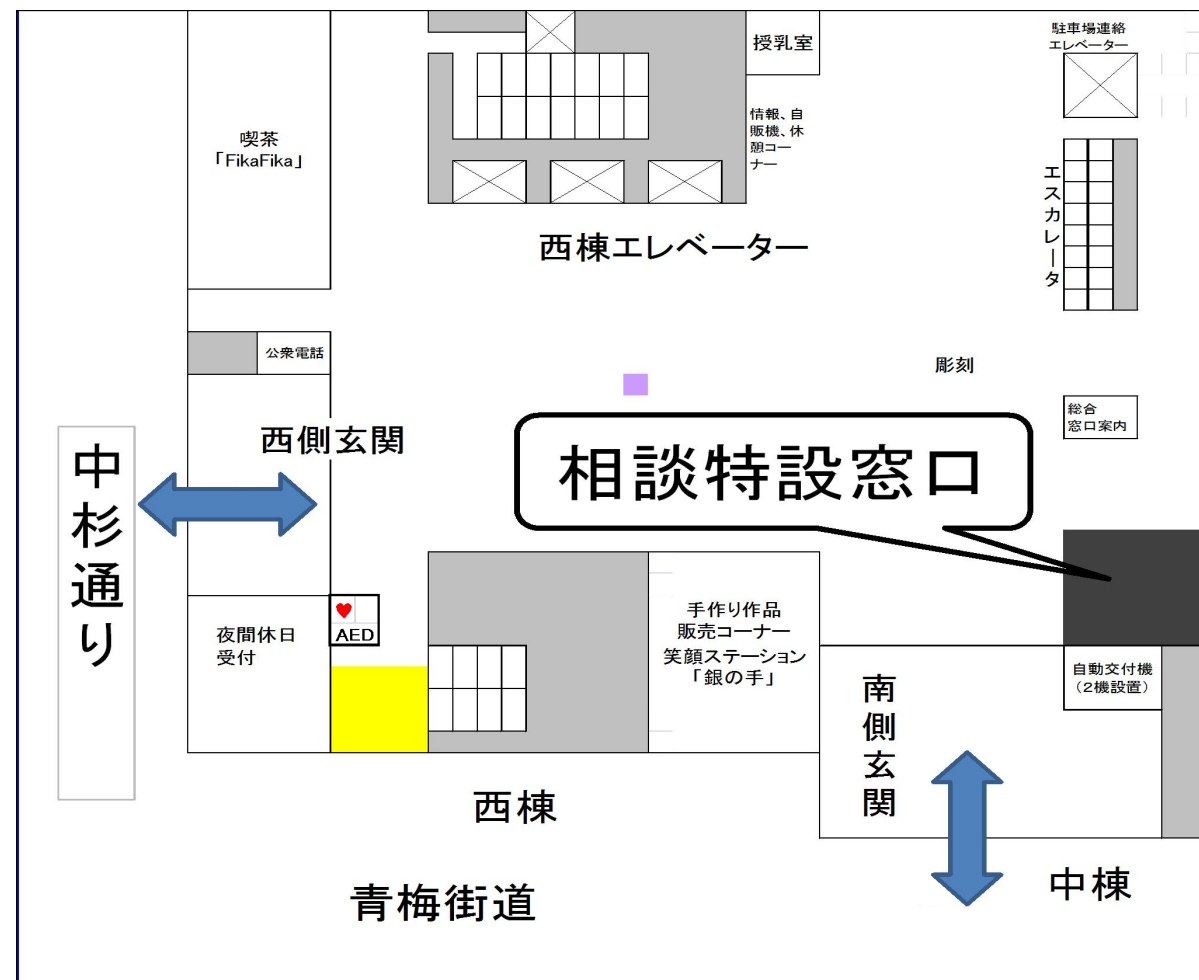 授乳室
駐車場連絡
エレベーター
情報、自
販機、休
憩コー
ナー
喫茶
「FikaFika」
エスカレータ
西棟エレベーター
公衆電話
彫刻
総合
窓口案内
西側玄関
相談特設窓口
中杉通り
AED
夜間休日
受付
手作り作品
販売コーナー
笑顔ステーション
「銀の手」
自動交付機
（2機設置）
南側玄関
西棟
中棟
青梅街道